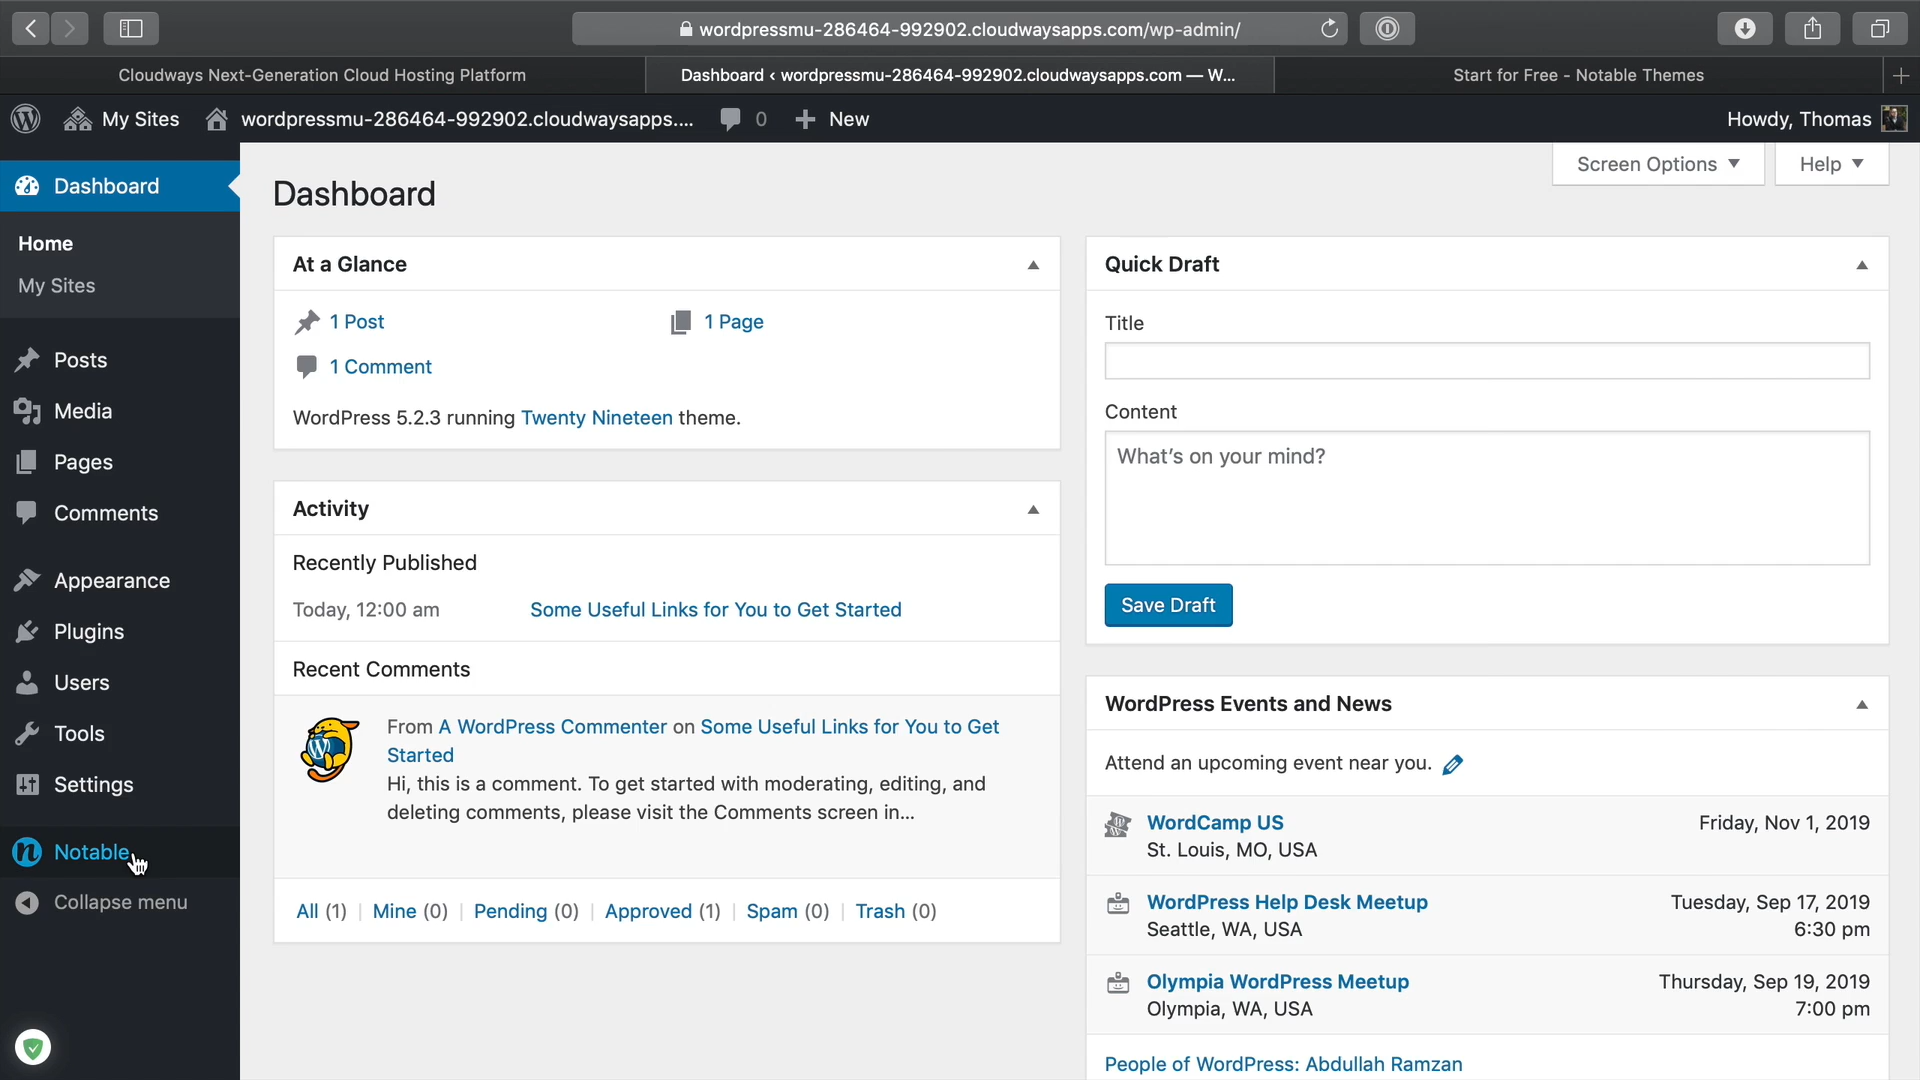 wordpressmu-286464-992902.cloudwaysapps.com/wp-admin/
Cloudways Next-Generation Cloud Hosting Platform
Dashboard ‹ wordpressmu-286464-992902.cloudwaysapps.com — W...
Start for Free - Notable Themes
My Sites
wordpressmu-286464-992902.cloudwaysapps....
0
New
Howdy, Thomas
Dashboard
Home
My Sites
Posts
Media
Pages
Comments
Appearance
Plugins
Users
Tools
Settings
Notable
Collapse menu
Screen Options
Help
Dashboard
At a Glance
1 Post
1 Page
1 Comment
WordPress 5.2.3 running Twenty Nineteen theme.
Activity
Recently Published
Today, 12:00 am
Some Useful Links for You to Get Started
Recent Comments
From A WordPress Commenter on Some Useful Links for You to Get
Started
Hi, this is a comment. To get started with moderating, editing, and
deleting comments, please visit the Comments screen in...
All (1) | Mine (0) | Pending (0) | Approved (1) | Spam (0) | Trash (0)
Quick Draft
Title
Content
What's on your mind?
Save Draft
WordPress Events and News
Attend an upcoming event near you.
WordCamp US
St. Louis, MO, USA
Friday, Nov 1, 2019
WordPress Help Desk Meetup
Seattle, WA, USA
Tuesday, Sep 17, 2019
6:30 pm
Olympia WordPress Meetup
Olympia, WA, USA
Thursday, Sep 19, 2019
7:00 pm
People of WordPress: Abdullah Ramzan